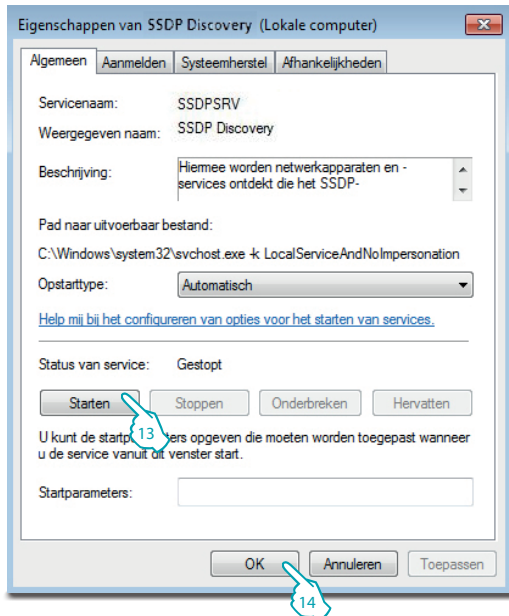 Eigenschappen van SSDP Discovery (Lokale computer)
Algemeen Aanmelden Systeemherstel Afhankelijkheden
Servicenaam: SSDPSRV
Weergegeven naam: SSDP Discovery
Beschrijving: Hiermee worden netwerkapparaten en -
services ontdekt die het SSDP-
Pad naar uitvoerbaar bestand:
C:\Windows\system32\svchost.exe -k LocalServiceAndNoImpersonation
Opstarttype: Automatisch
Help mij bij het configureren van opties voor het starten van services.
Status van service: Gestopt
Starten Stoppen Onderbreken Hervatten
13
U kunt de startp ers opgeven die moeten worden toegepast wanneer
u de service vanuit dit venster start.
Startparameters:
OK Annuleren Toepassen
14